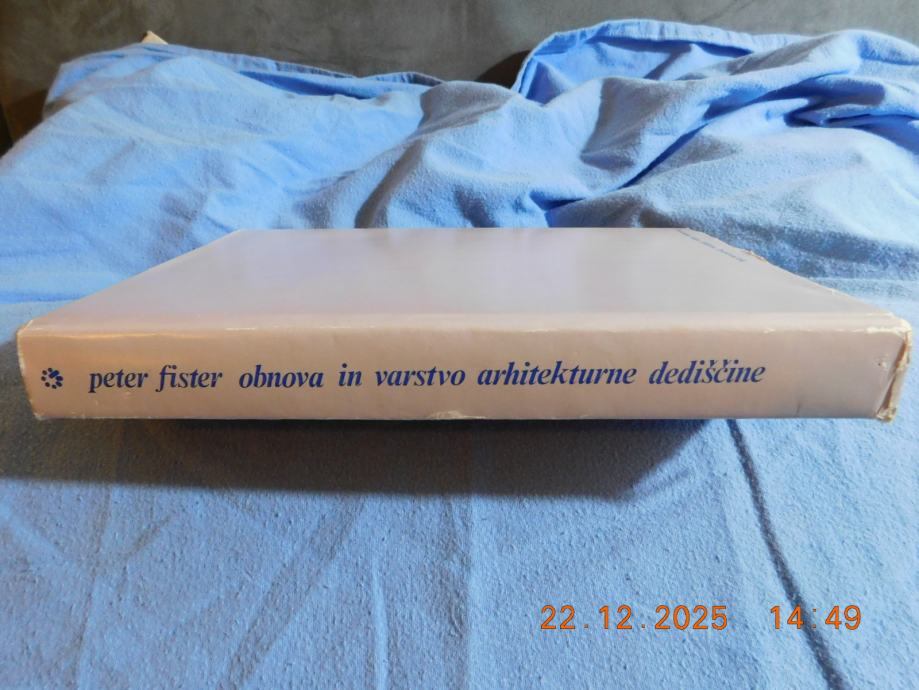 peter fister obnova in varstvo arhitekturne dediščine
22.12.2025 14:49